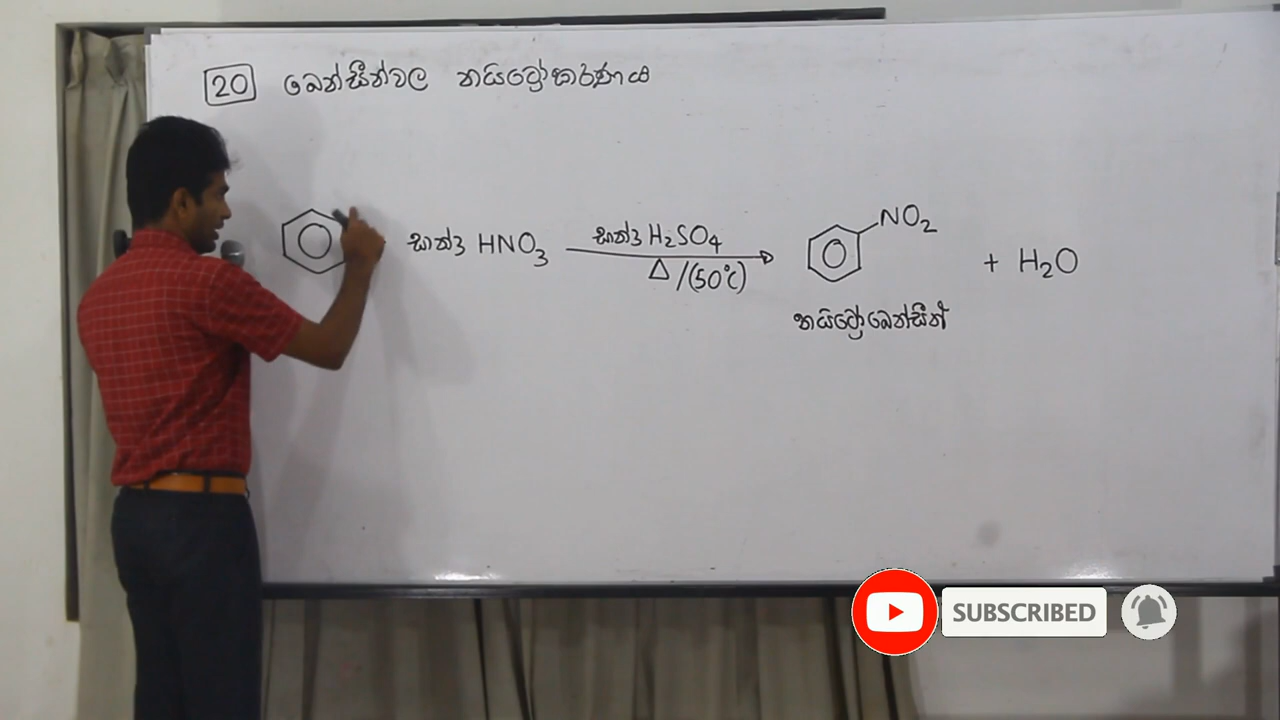 20 බෙන්සීන්වල නයිට්‍රෝකරණය
සාන්ද්‍ර HNO₃
සාන්ද්‍ර H₂SO₄
Δ/(50°C)
NO₂
+ H₂O
නයිට්‍රෝබෙන්සීන්
SUBSCRIBED